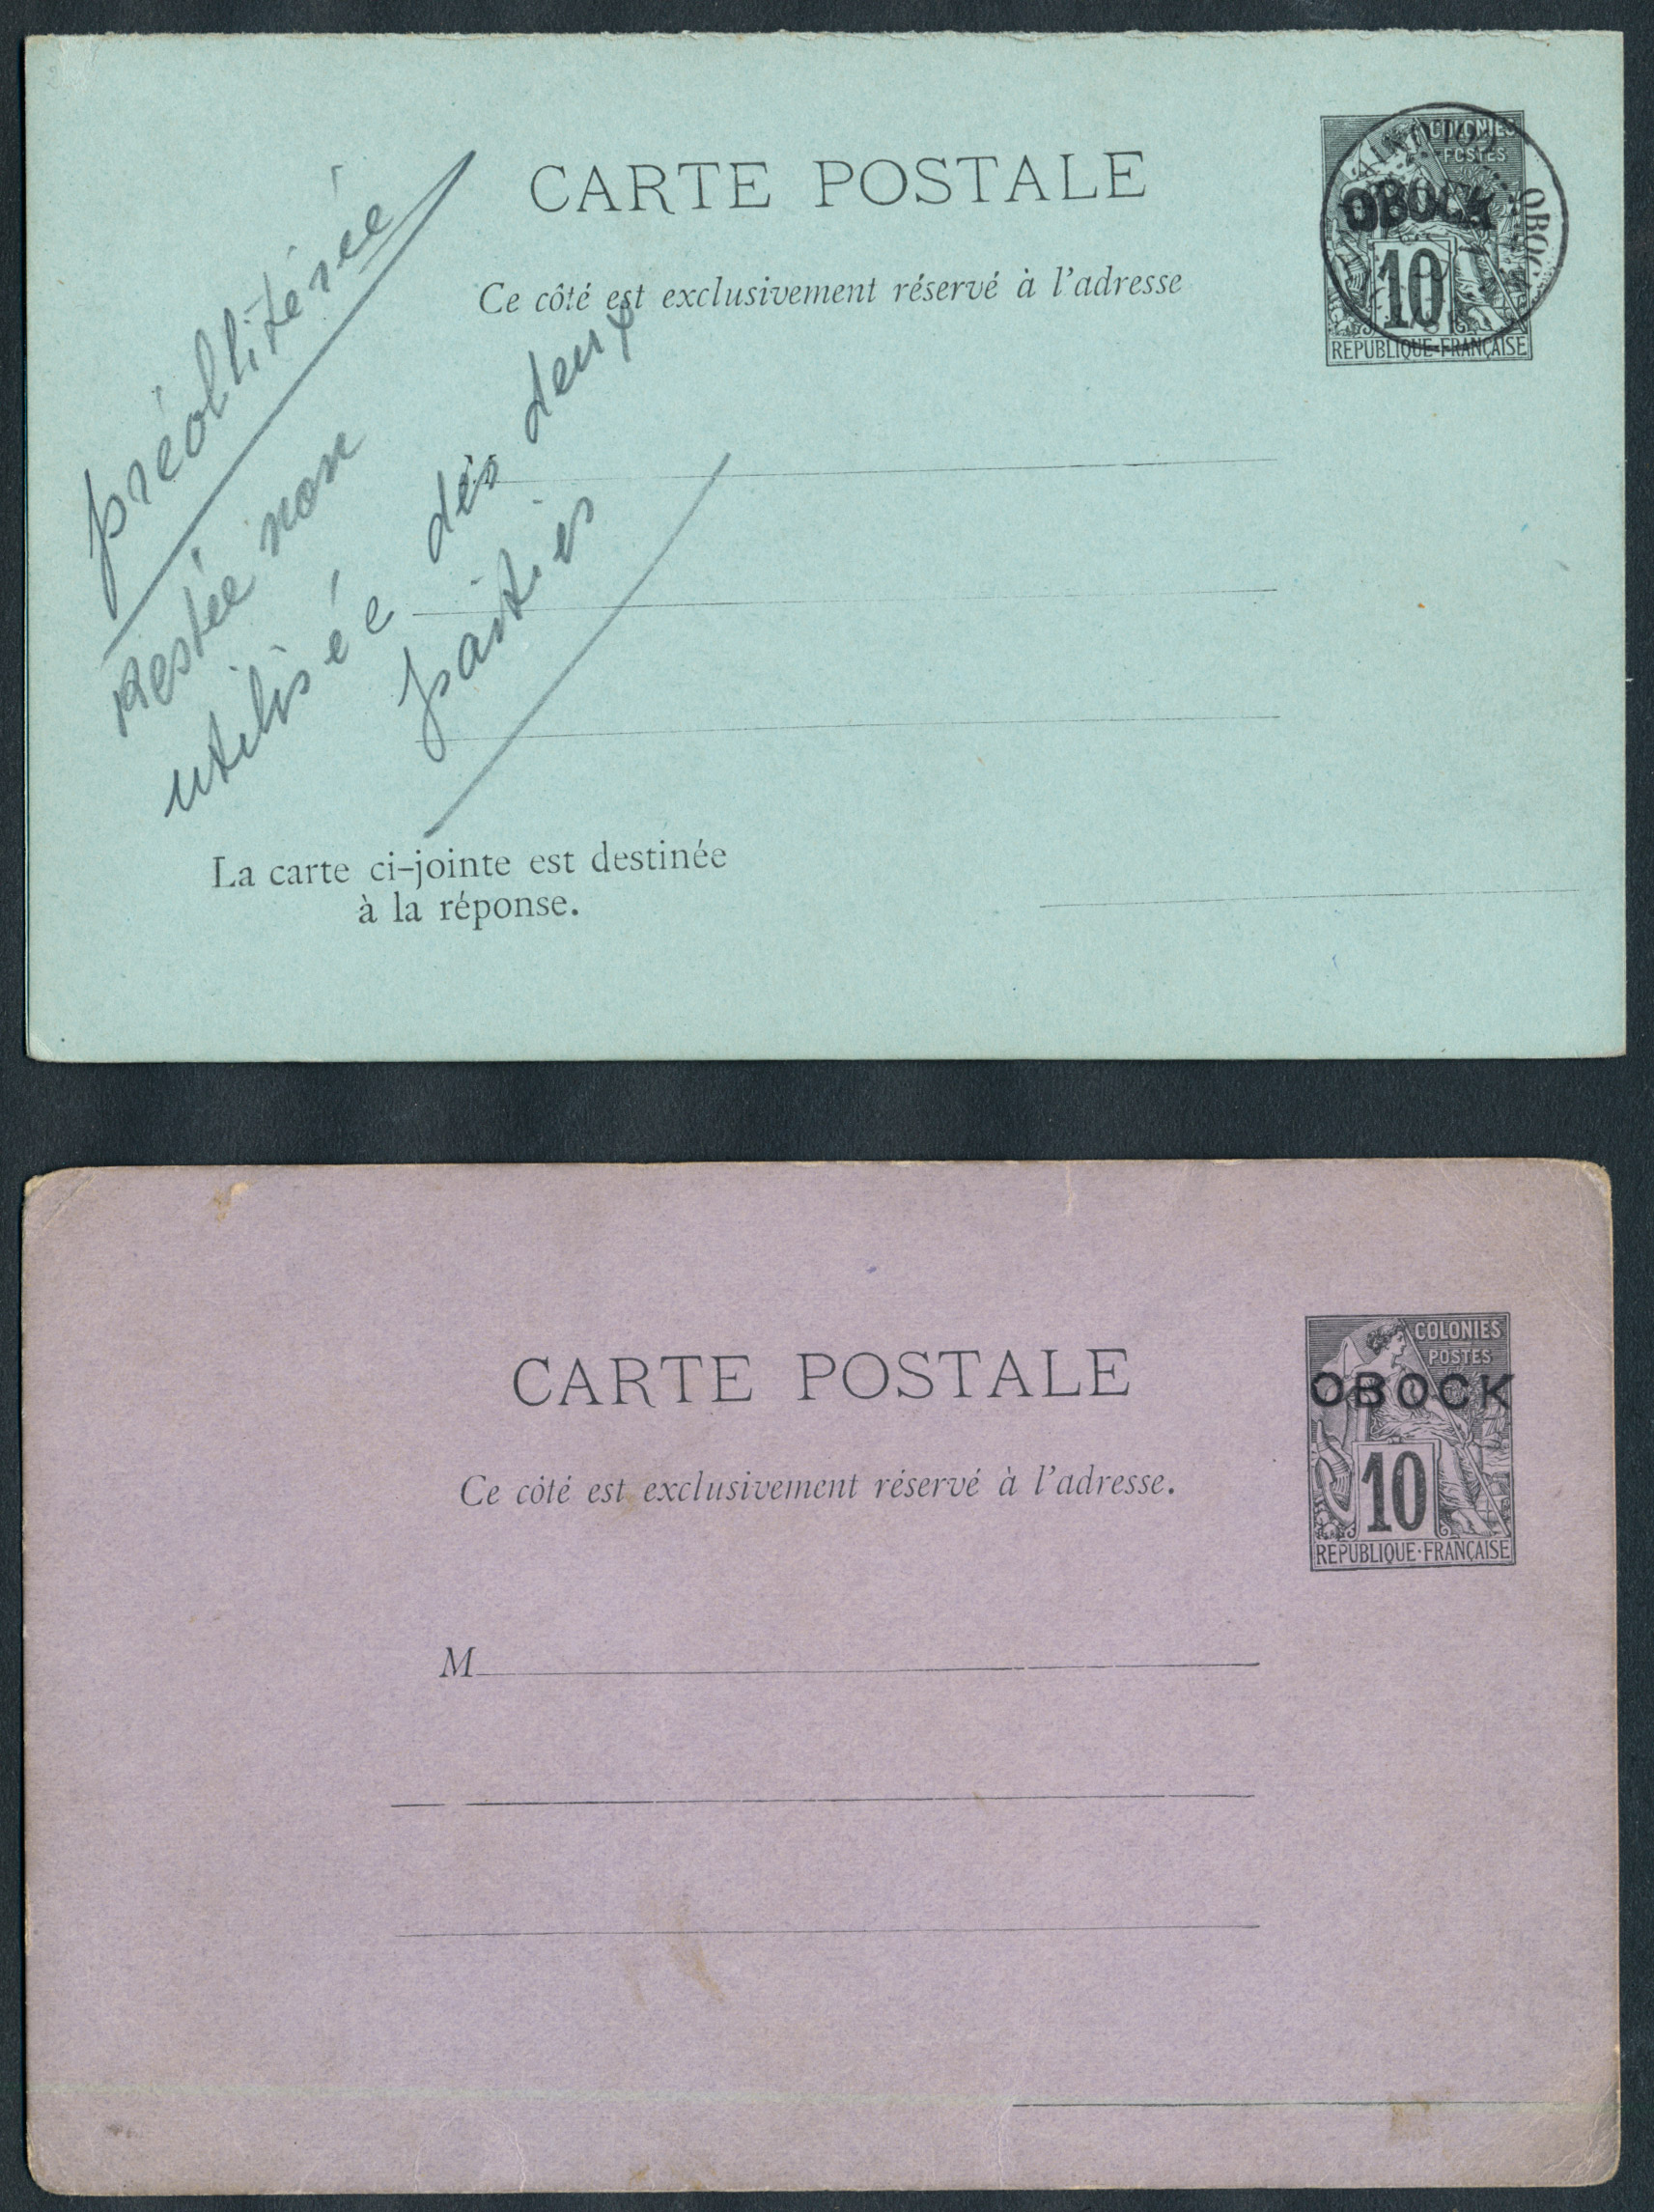 CARTE POSTALE
Ce côté est exclusivement réservé à l'adresse
COLONIES
POSTES
OBOCK
10
REPUBLIQUE·FRANÇAISE
OBOC
préoblitérée
Restée non
utilisée des deux
parties
La carte ci-jointe est destinée
à la réponse.
CARTE POSTALE
Ce côté est exclusivement réservé à l'adresse.
COLONIES
POSTES
OBOCK
10
REPUBLIQUE·FRANÇAISE
M